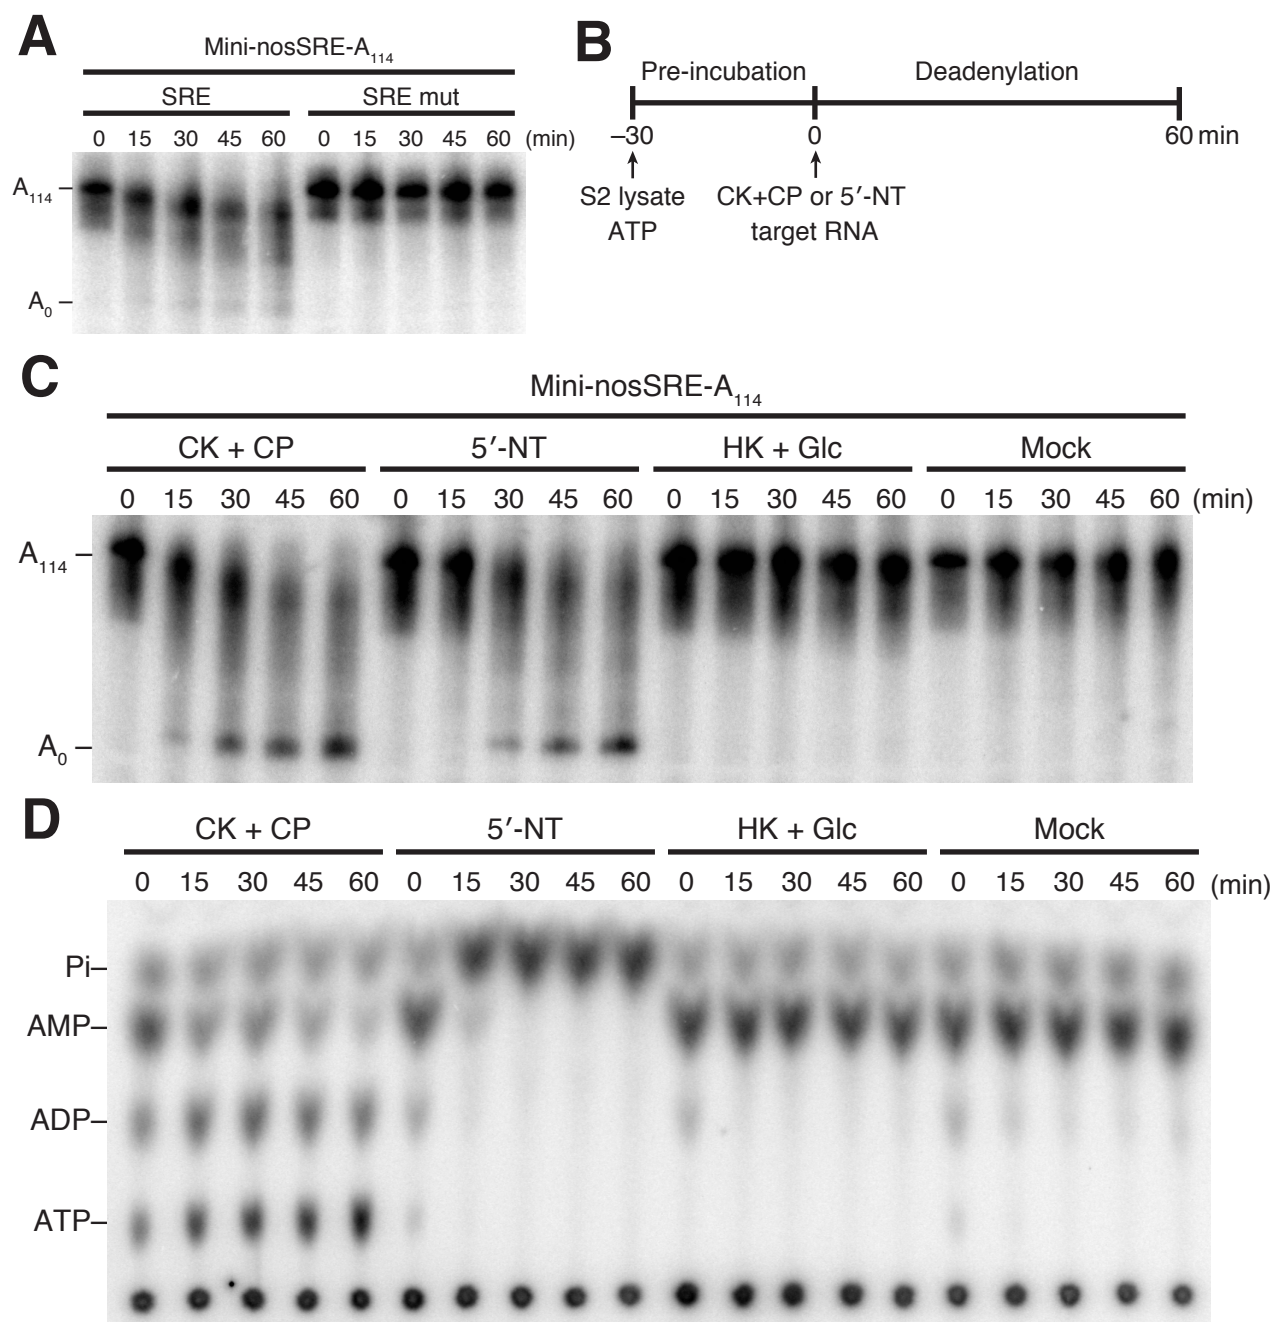 A
Mini-nosSRE-A114
SRE SRE mut
0 15 30 45 60 0 15 30 45 60 (min)
A114
A0
B
Pre-incubation Deadenylation
–30 0 60 min
S2 lysate CK+CP or 5′-NT
ATP target RNA
C
Mini-nosSRE-A114
CK + CP 5′-NT HK + Glc Mock
0 15 30 45 60 0 15 30 45 60 0 15 30 45 60 0 15 30 45 60 (min)
A114
A0
D
CK + CP 5′-NT HK + Glc Mock
0 15 30 45 60 0 15 30 45 60 0 15 30 45 60 0 15 30 45 60 (min)
Pi
AMP
ADP
ATP